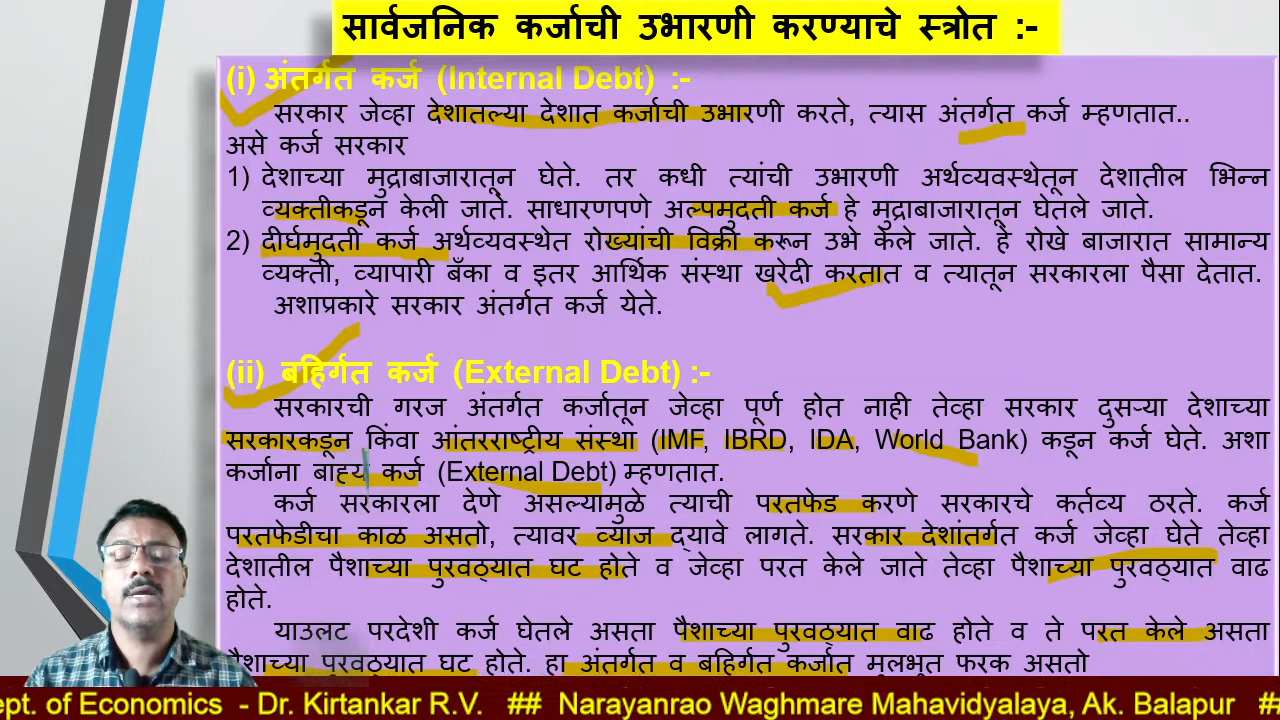 सार्वजनिक कर्जाची उभारणी करण्याचे स्त्रोत :-
(i) अंतर्गत कर्ज (Internal Debt) :-
सरकार जेव्हा देशातल्या देशात कर्जाची उभारणी करते, त्यास अंतर्गत कर्ज म्हणतात..
असे कर्ज सरकार
1) देशाच्या मुद्राबाजारातून घेते. तर कधी त्यांची उभारणी अर्थव्यवस्थेतून देशातील भिन्न
व्यक्तीकडून केली जाते. साधारणपणे अल्पमुदती कर्ज हे मुद्राबाजारातून घेतले जाते.
2) दीर्घमुदती कर्ज अर्थव्यवस्थेत रोख्यांची विक्री करून उभे केले जाते. हे रोखे बाजारात सामान्य
व्यक्ती, व्यापारी बँका व इतर आर्थिक संस्था खरेदी करतात व त्यातून सरकारला पैसा देतात.
अशाप्रकारे सरकार अंतर्गत कर्ज येते.
(ii) बहिर्गत कर्ज (External Debt) :-
सरकारची गरज अंतर्गत कर्जातून जेव्हा पूर्ण होत नाही तेव्हा सरकार दुसऱ्या देशाच्या
सरकारकडून किंवा आंतरराष्ट्रीय संस्था (IMF, IBRD, IDA, World Bank) कडून कर्ज घेते. अशा
कर्जाना बाह्य कर्ज (External Debt) म्हणतात.
कर्ज सरकारला देणे असल्यामुळे त्याची परतफेड करणे सरकारचे कर्तव्य ठरते. कर्ज
परतफेडीचा काळ असतो, त्यावर व्याज द्यावे लागते. सरकार देशांतर्गत कर्ज जेव्हा घेते तेव्हा
देशातील पैशाच्या पुरवठ्यात घट होते व जेव्हा परत केले जाते तेव्हा पैशाच्या पुरवठ्यात वाढ
होते.
याउलट परदेशी कर्ज घेतले असता पैशाच्या पुरवठ्यात वाढ होते व ते परत केले असता
पैशाच्या पुरवठ्यात घट होते. हा अंतर्गत व बहिर्गत कर्जात मूलभूत फरक असतो
ept. of Economics - Dr. Kirtankar R.V. ## Narayanrao Waghmare Mahavidyalaya, Ak. Balapur #